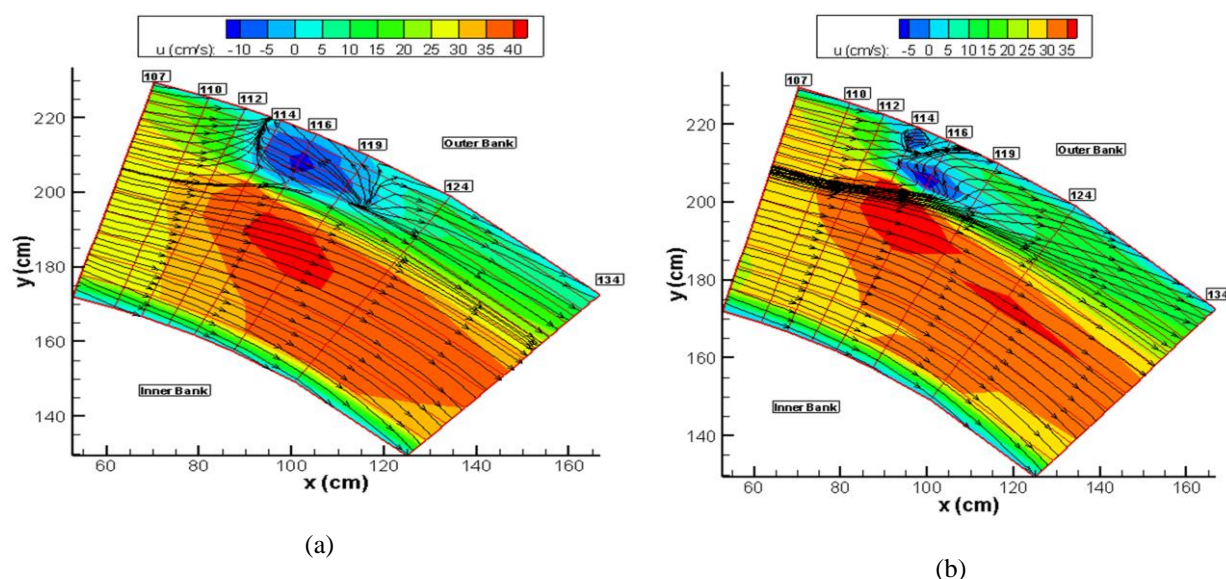 u (cm/s): -10 -5 0 5 10 15 20 25 30 35 40
107
110
112
114
116
119
124
134
Outer Bank
Inner Bank
220
200
180
160
140
y (cm)
60 80 100 120 140 160
x (cm)
(a)
u (cm/s): -5 0 5 10 15 20 25 30 35
107
110
112
114
116
119
124
134
Outer Bank
Inner Bank
220
200
180
160
140
y (cm)
60 80 100 120 140 160
x (cm)
(b)